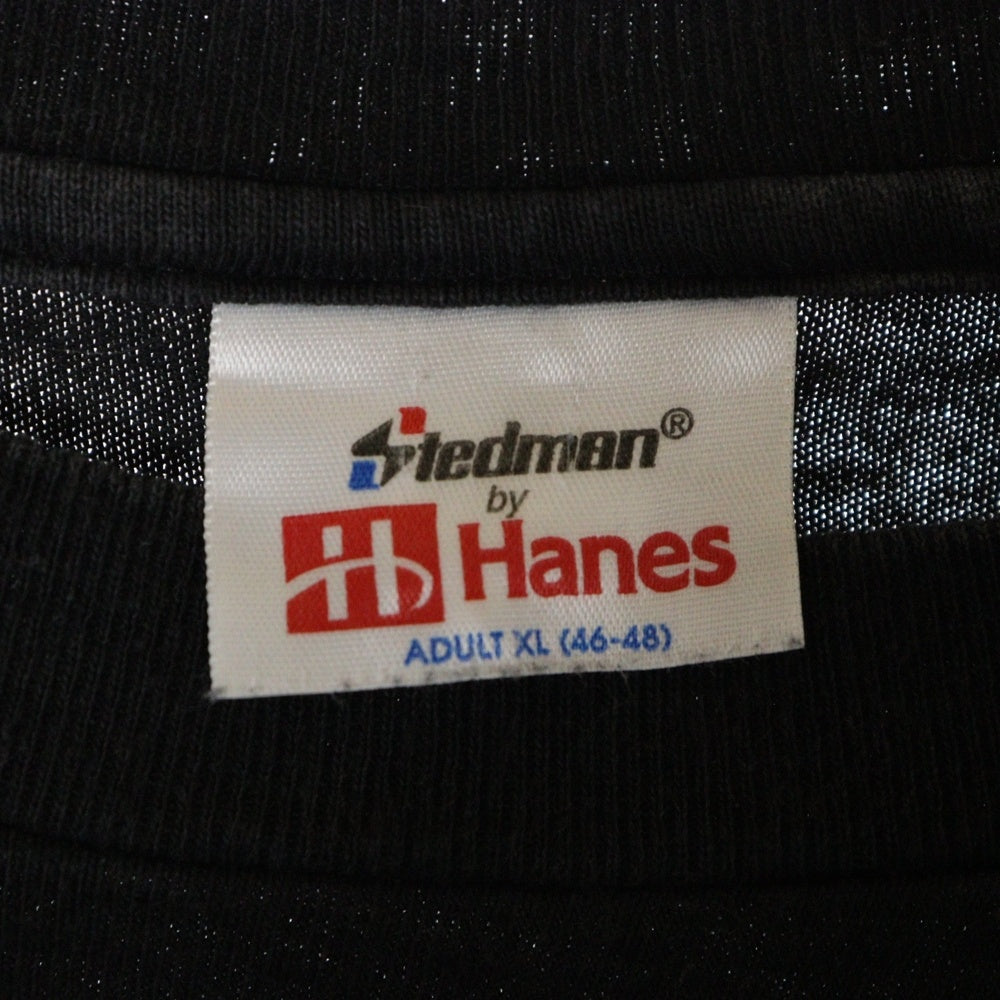 Stedman®
by
Hanes
ADULT XL (46-48)